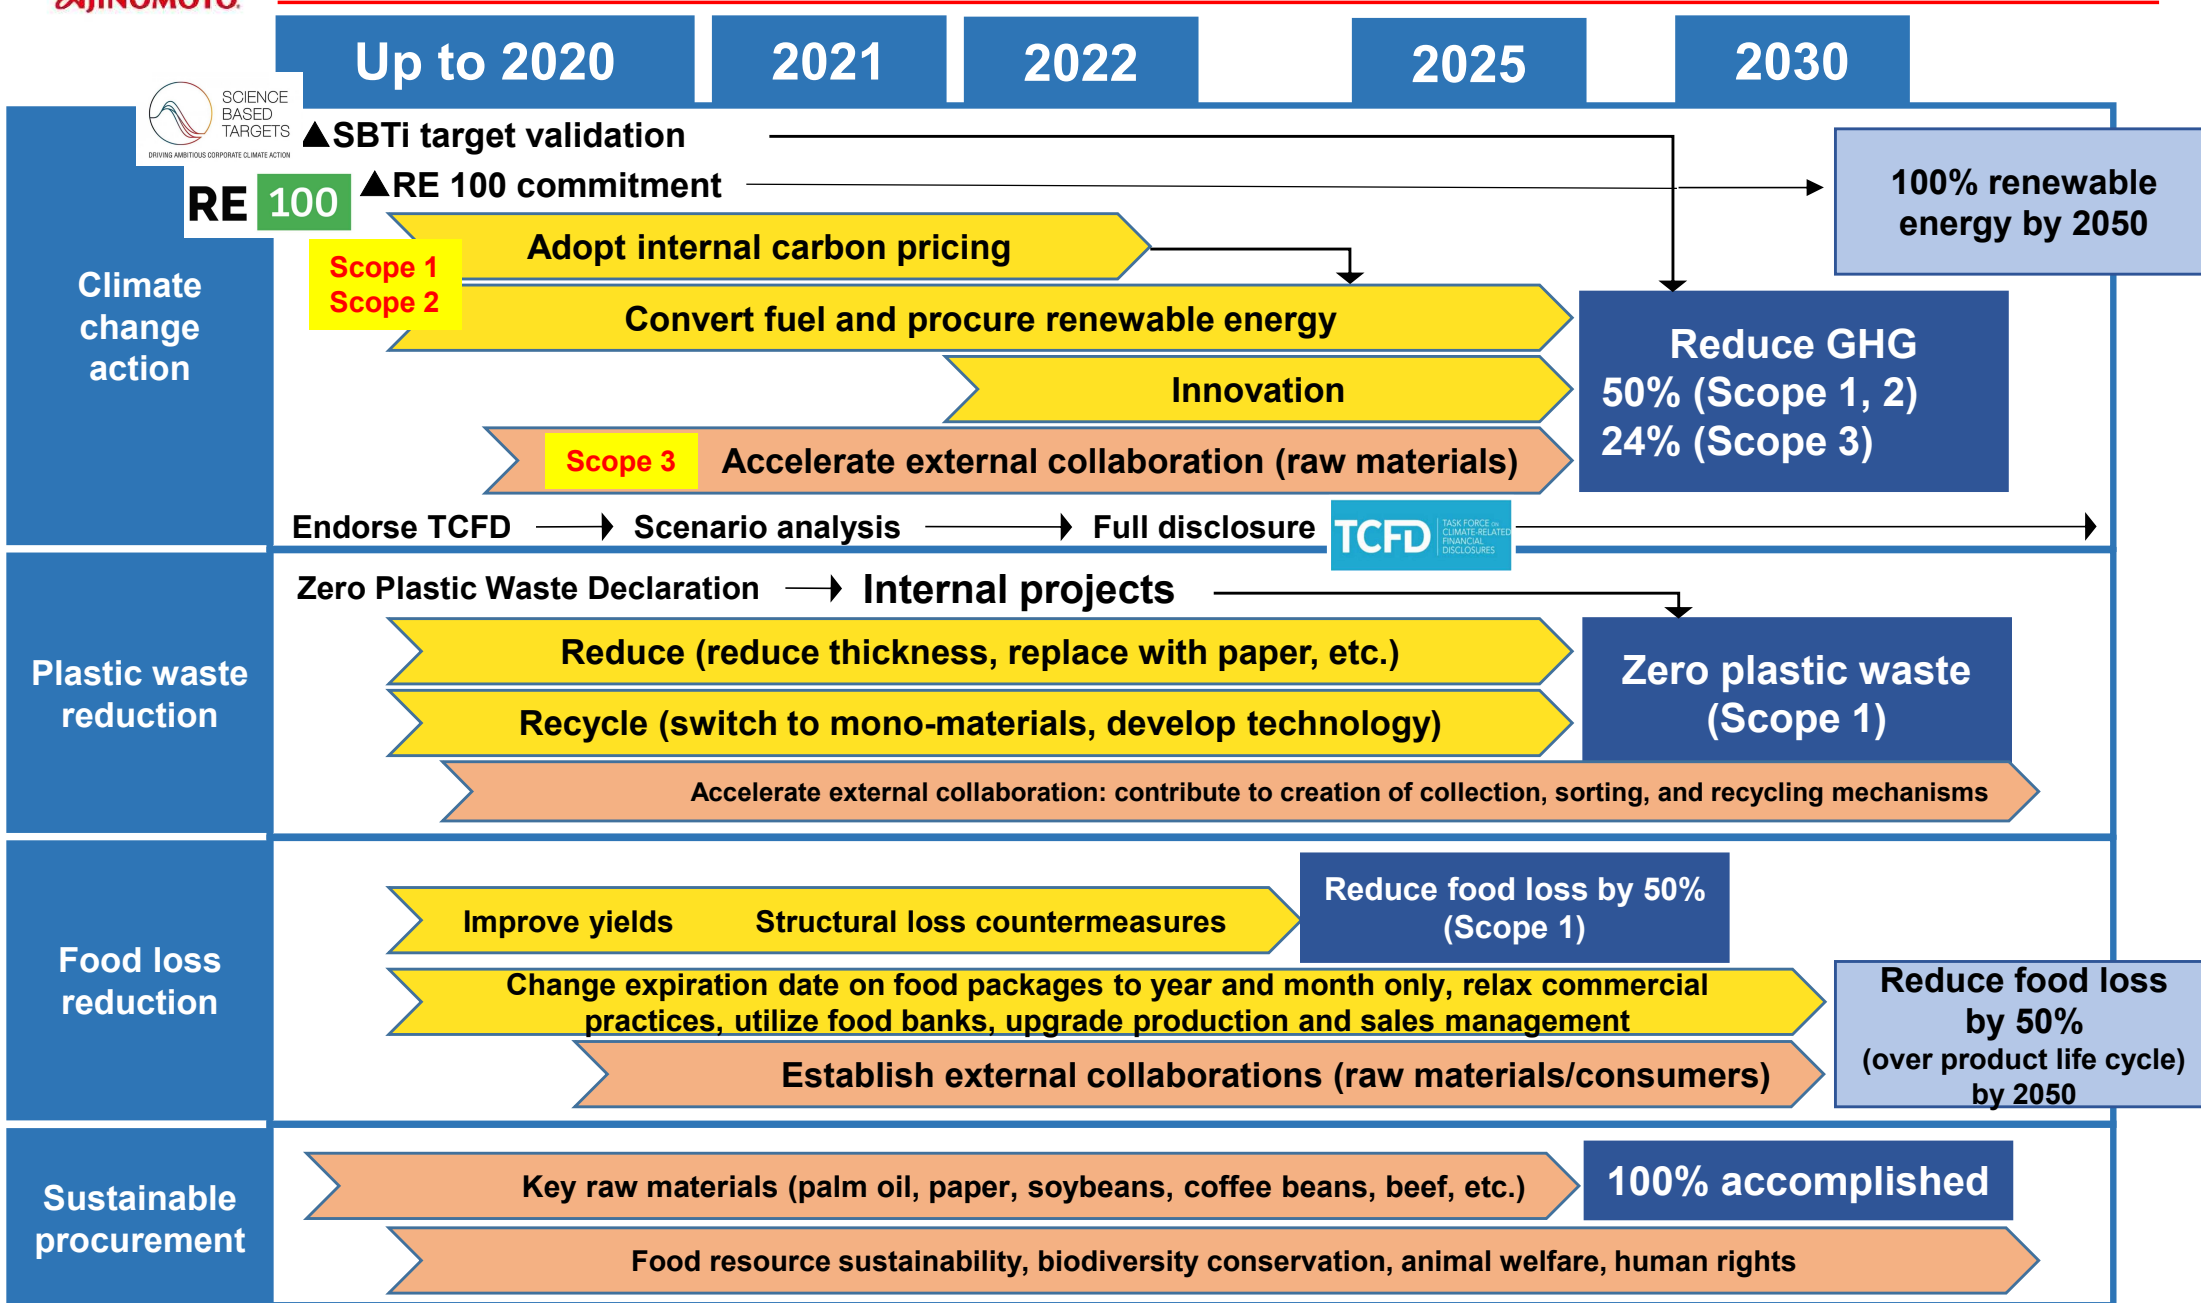 AJINOMOTO.
Up to 2020
2021
2022
2025
2030
SCIENCE
BASED
TARGETS
DRIVING AMBITIOUS CORPORATE CLIMATE ACTION
▲SBTi target validation
RE 100
▲RE 100 commitment
100% renewable
energy by 2050
Climate
change
action
Scope 1
Scope 2
Adopt internal carbon pricing
Convert fuel and procure renewable energy
Innovation
Scope 3
Accelerate external collaboration (raw materials)
Reduce GHG
50% (Scope 1, 2)
24% (Scope 3)
Endorse TCFD
Scenario analysis
Full disclosure
TCFD
TASK FORCE ON
CLIMATE-RELATED
FINANCIAL
DISCLOSURES
Plastic waste
reduction
Zero Plastic Waste Declaration
Internal projects
Reduce (reduce thickness, replace with paper, etc.)
Recycle (switch to mono-materials, develop technology)
Zero plastic waste
(Scope 1)
Accelerate external collaboration: contribute to creation of collection, sorting, and recycling mechanisms
Food loss
reduction
Improve yields
Structural loss countermeasures
Reduce food loss by 50%
(Scope 1)
Change expiration date on food packages to year and month only, relax commercial
practices, utilize food banks, upgrade production and sales management
Establish external collaborations (raw materials/consumers)
Reduce food loss
by 50%
(over product life cycle)
by 2050
Sustainable
procurement
Key raw materials (palm oil, paper, soybeans, coffee beans, beef, etc.)
100% accomplished
Food resource sustainability, biodiversity conservation, animal welfare, human rights